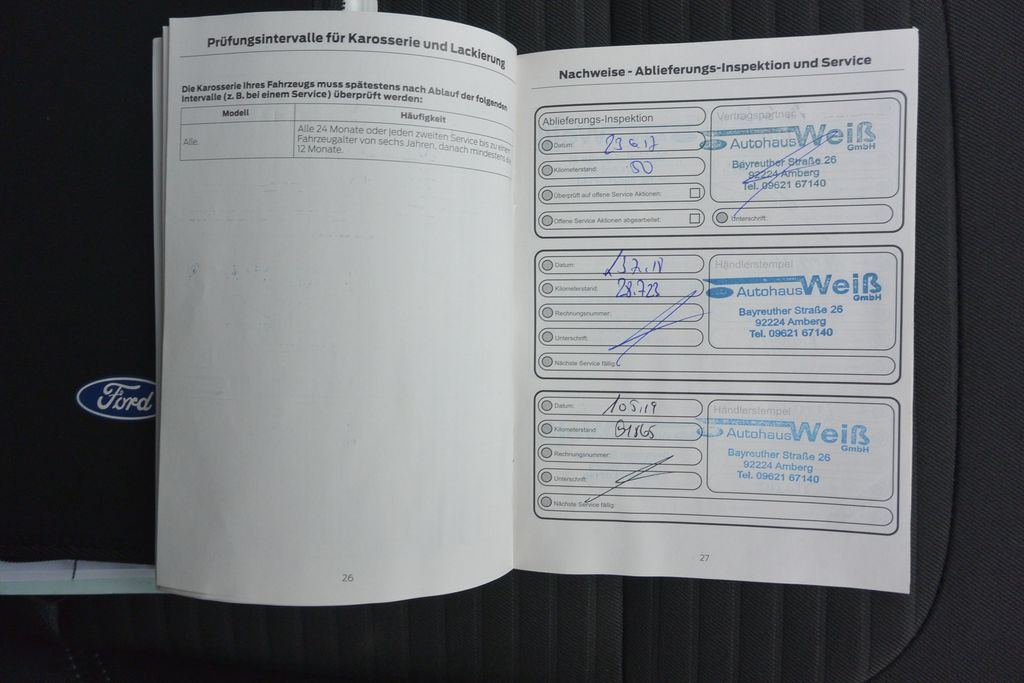 Prüfungsintervalle für Karosserie und Lackierung
Die Karosserie Ihres Fahrzeugs muss spätestens nach Ablauf der folgenden
Intervalle (z. B. bei einem Service) überprüft werden:
Modell Häufigkeit
Alle Alle 24 Monate oder jeden zweiten Service bis zu einem
Fahrzeugalter von sechs Jahren, danach mindestens alle
12 Monate.
26
Ford
Nachweise - Ablieferungs-Inspektion und Service
Ablieferungs-Inspektion
Datum: 23 6 17
Kilometerstand: 50
Überprüft auf offene Service Aktionen:
Offene Service Aktionen abgearbeitet:
Vertragspartner
Autohaus Weiß
GmbH
Bayreuther Straße 26
92224 Amberg
Tel. 09621 67140
Unterschrift:
Datum:
Kilometerstand: 28.723
Rechnungsnummer:
Unterschrift:
Nächste Service fällig:
Händlerstempel
Autohaus Weiß
GmbH
Bayreuther Straße 26
92224 Amberg
Tel. 09621 67140
Datum:
Kilometerstand:
Rechnungsnummer:
Unterschrift:
Nächste Service fällig:
Händlerstempel
Autohaus Weiß
GmbH
Bayreuther Straße 26
92224 Amberg
Tel. 09621 67140
27